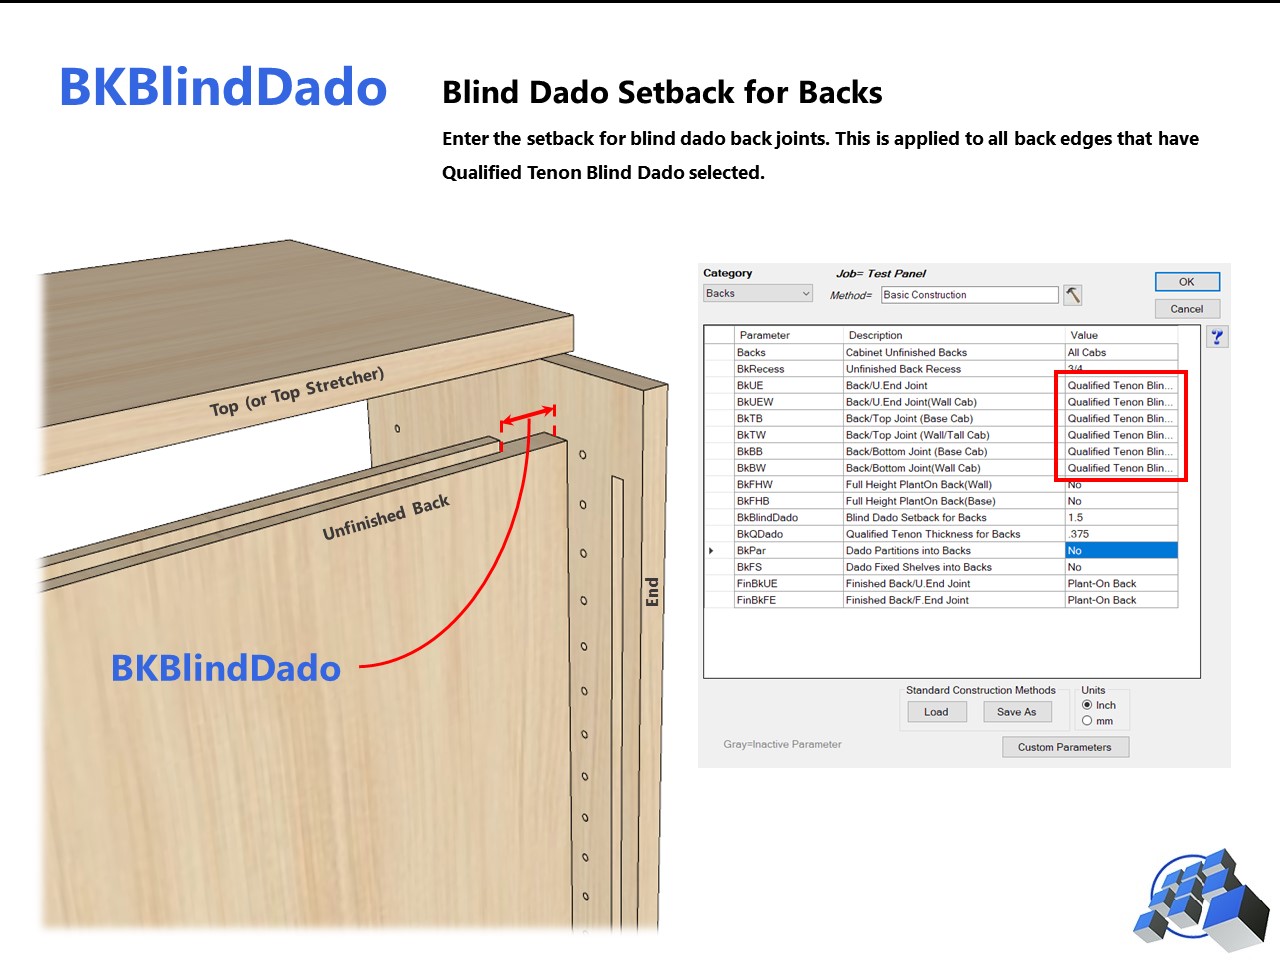 BKBlindDado
Blind Dado Setback for Backs
Enter the setback for blind dado back joints. This is applied to all back edges that have
Qualified Tenon Blind Dado selected.
Top (or Top Stretcher)
Unfinished Back
End
BKBlindDado
Category
Job= Test Panel
OK
Backs
Method= Basic Construction
Cancel
Parameter Description Value
?
Backs Cabinet Unfinished Backs All Cabs
BkRecess Unfinished Back Recess 3/4
BkUE Back/U.End Joint Qualified Tenon Blin...
BkUEW Back/U.End Joint(Wall Cab) Qualified Tenon Blin...
BkTB Back/Top Joint (Base Cab) Qualified Tenon Blin...
BkTW Back/Top Joint (Wall/Tall Cab) Qualified Tenon Blin...
BkBB Back/Bottom Joint (Base Cab) Qualified Tenon Blin...
BkBW Back/Bottom Joint(Wall Cab) Qualified Tenon Blin...
BkFHW Full Height PlantOn Back(Wall) No
BkFHB Full Height PlantOn Back(Base) No
BkBlindDado Blind Dado Setback for Backs 1.5
BkQDado Qualified Tenon Thickness for Backs .375
BkPar Dado Partitions into Backs No
BkFS Dado Fixed Shelves into Backs No
FinBkUE Finished Back/U.End Joint Plant-On Back
FinBkFE Finished Back/F.End Joint Plant-On Back
Standard Construction Methods
Units
Load
Save As
Inch
mm
Gray=Inactive Parameter
Custom Parameters